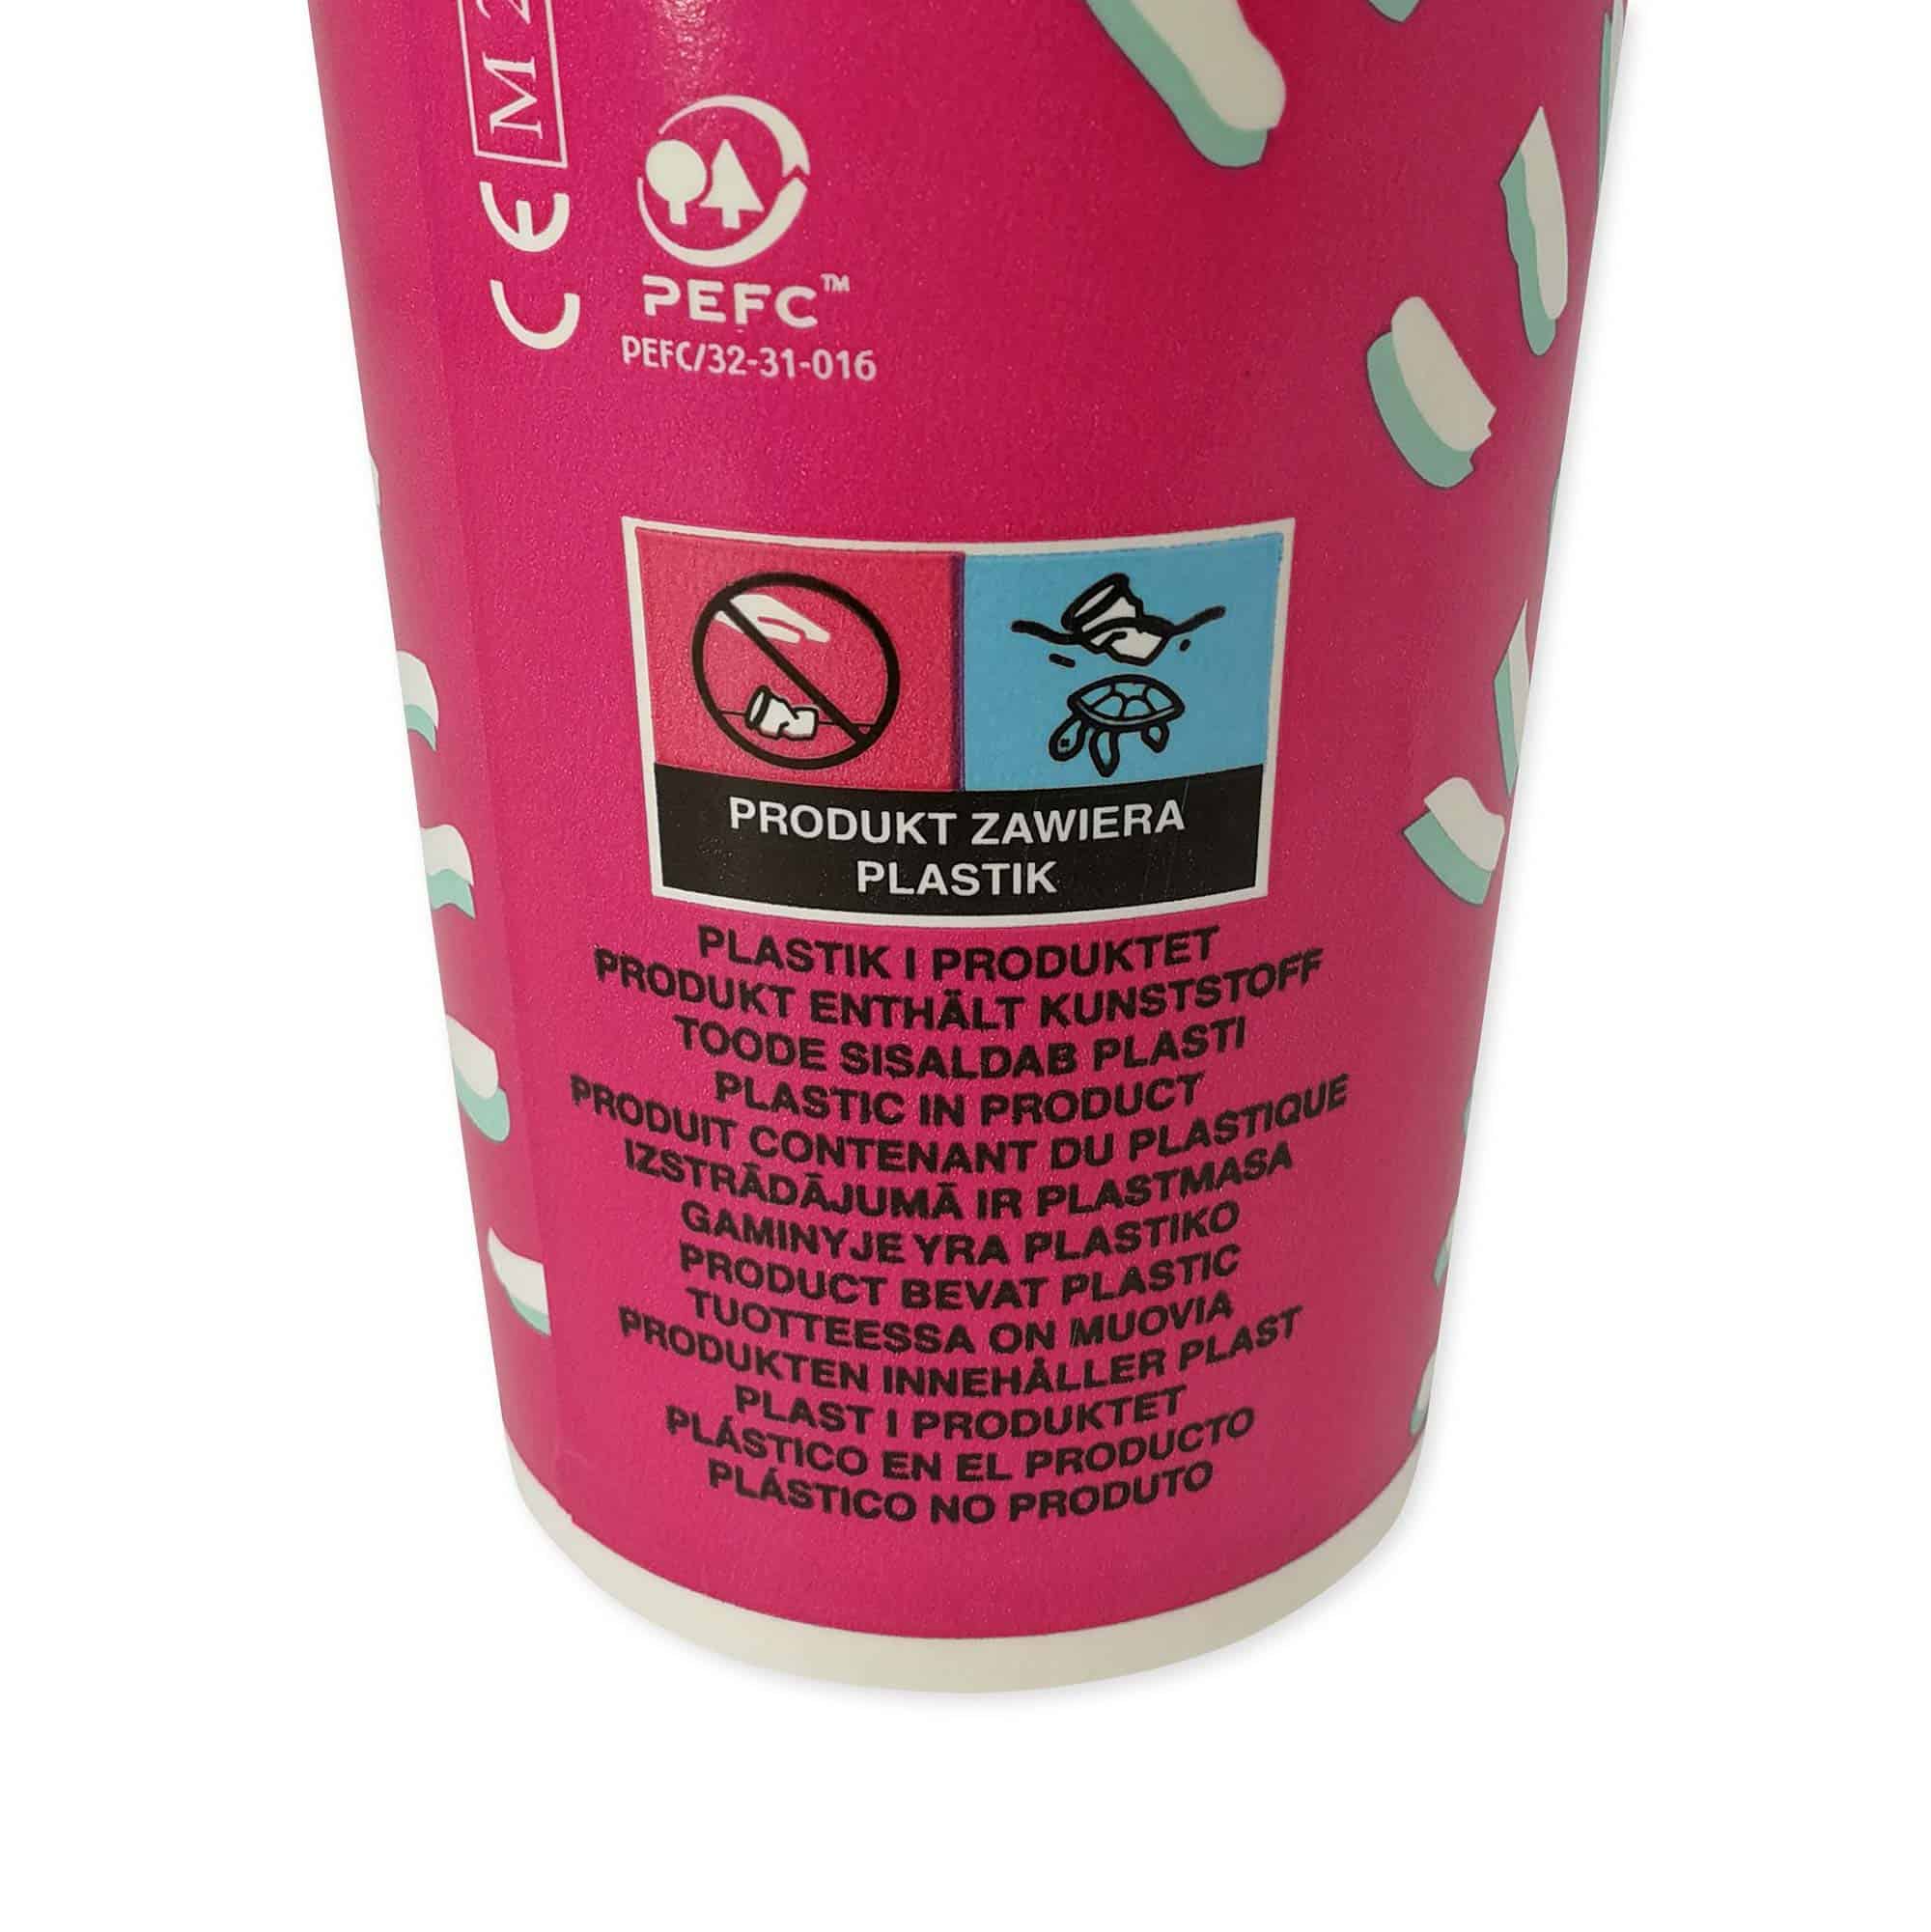 CE M 2
PEFC™
PEFC/32-31-016
PRODUKT ZAWIERA
PLASTIK
PLASTIK I PRODUKTET
PRODUKT ENTHÄLT KUNSTSTOFF
TOODE SISALDAB PLASTI
PLASTIC IN PRODUCT
PRODUIT CONTENANT DU PLASTIQUE
IZSTRĀDĀJUMĀ IR PLASTMASA
GAMINYJE YRA PLASTIKO
PRODUCT BEVAT PLASTIC
TUOTTEESSA ON MUOVIA
PRODUKTEN INNEHÅLLER PLAST
PLAST I PRODUKTET
PLÁSTICO EN EL PRODUCTO
PLÁSTICO NO PRODUTO